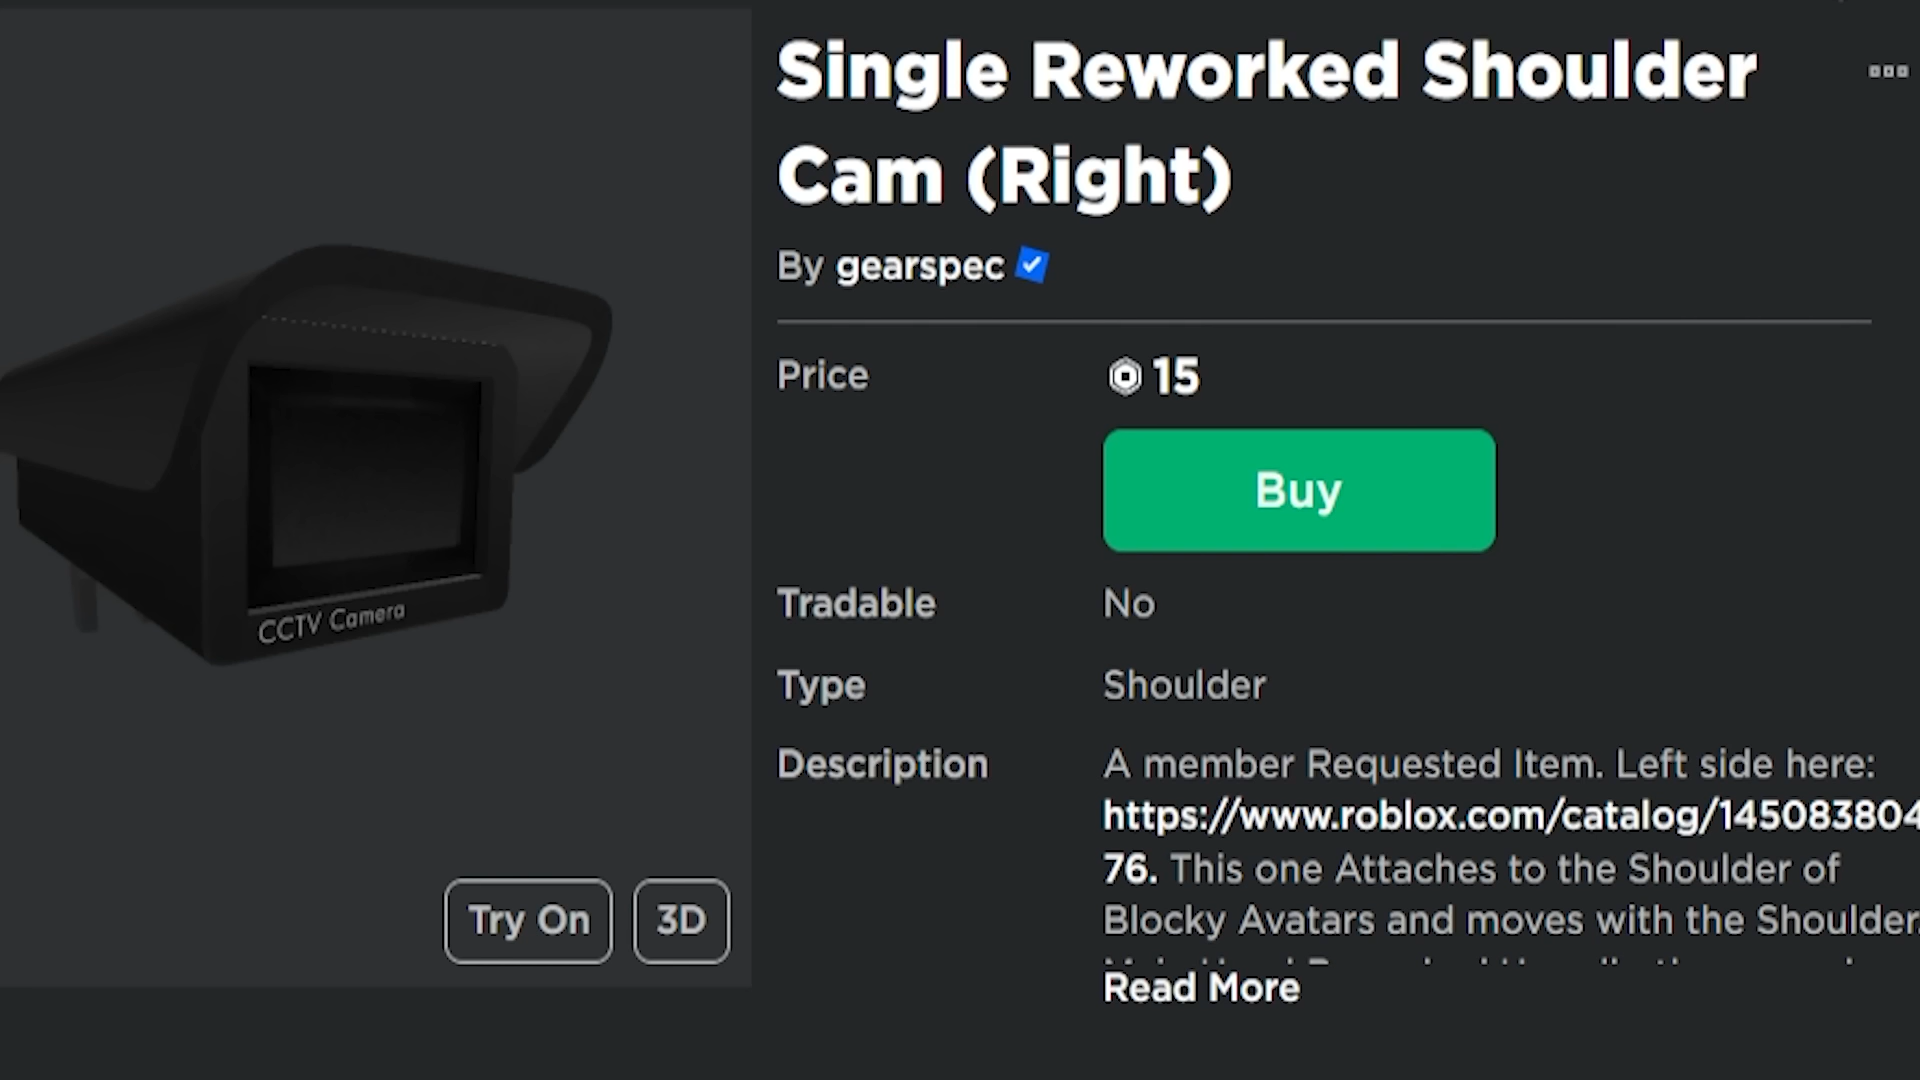 Single Reworked Shoulder
Cam (Right)
By gearspec
Price
15
Buy
Tradable
No
Type
Shoulder
Description
A member Requested Item. Left side here:
https://www.roblox.com/catalog/145083804
76. This one Attaches to the Shoulder of
Blocky Avatars and moves with the Shoulder.
Read More
CCTV Camera
Try On
3D